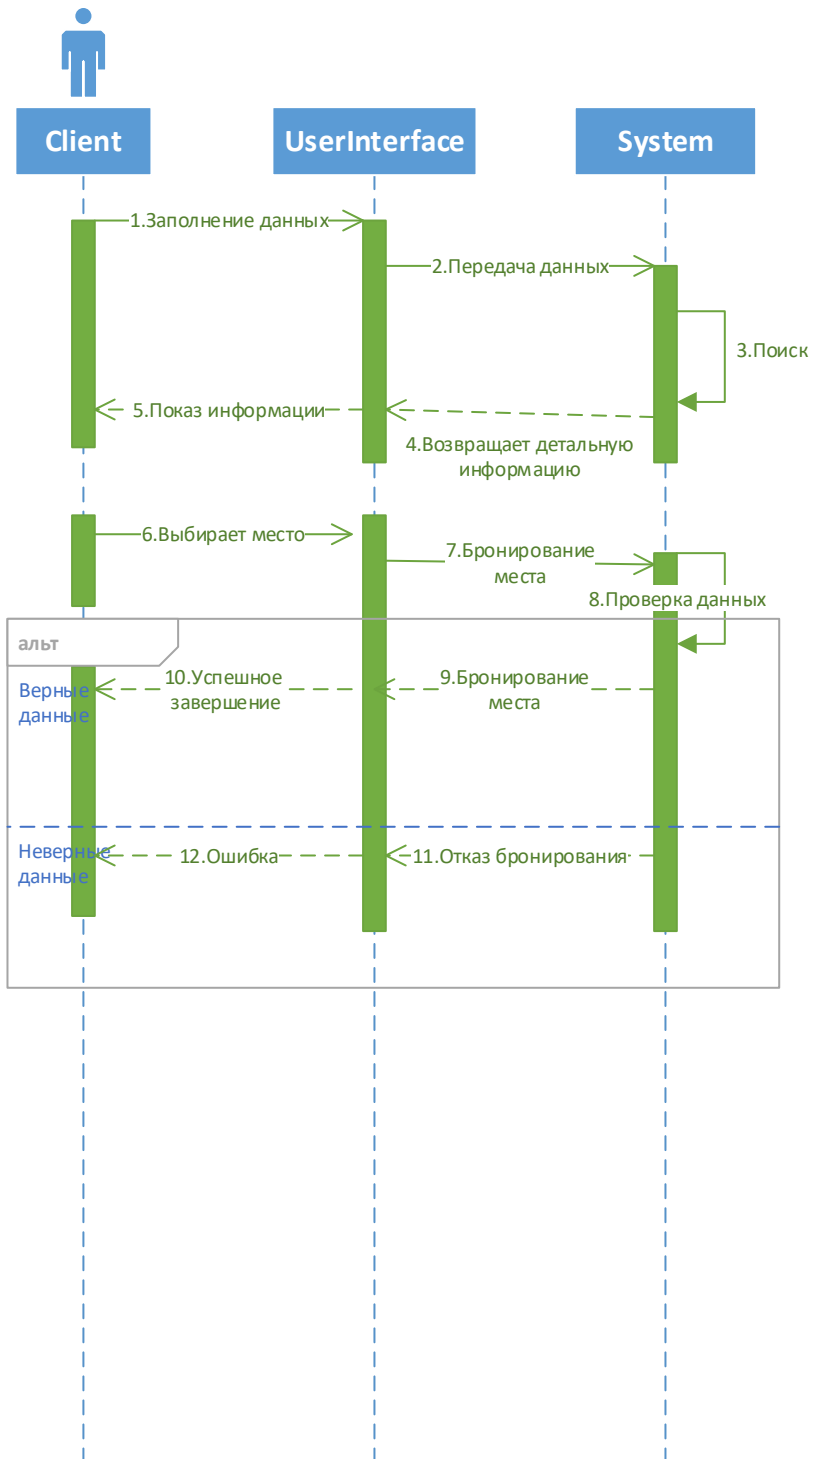 Client
UserInterface
System
1.Заполнение данных
2.Передача данных
3.Поиск
5.Показ информации
4.Возвращает детальную
информацию
6.Выбирает место
7.Бронирование
места
8.Проверка данных
альт
Верные
данные
10.Успешное
завершение
9.Бронирование
места
Неверные
данные
12.Ошибка
11.Отказ бронирования